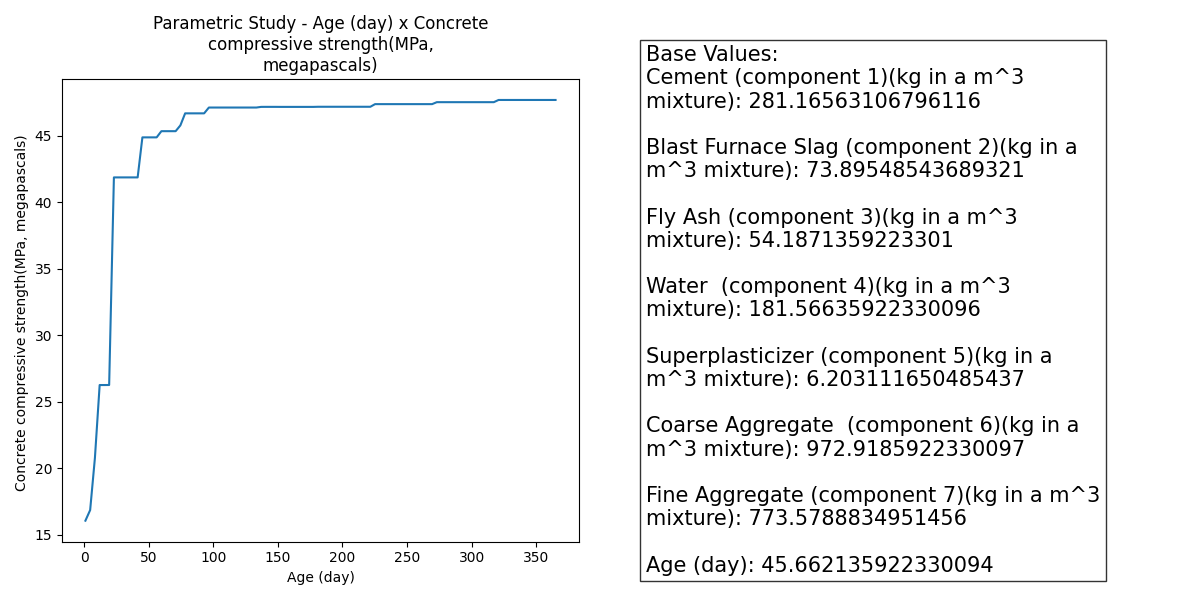 Parametric Study - Age (day) x Concrete
compressive strength(MPa,
megapascals)
Concrete compressive strength(MPa, megapascals)
45
40
35
30
25
20
15
0 50 100 150 200 250 300 350
Age (day)
Base Values:
Cement (component 1)(kg in a m^3
mixture): 281.16563106796116
Blast Furnace Slag (component 2)(kg in a
m^3 mixture): 73.89548543689321
Fly Ash (component 3)(kg in a m^3
mixture): 54.1871359223301
Water  (component 4)(kg in a m^3
mixture): 181.56635922330096
Superplasticizer (component 5)(kg in a
m^3 mixture): 6.203111650485437
Coarse Aggregate  (component 6)(kg in a
m^3 mixture): 972.9185922330097
Fine Aggregate (component 7)(kg in a m^3
mixture): 773.5788834951456
Age (day): 45.662135922330094